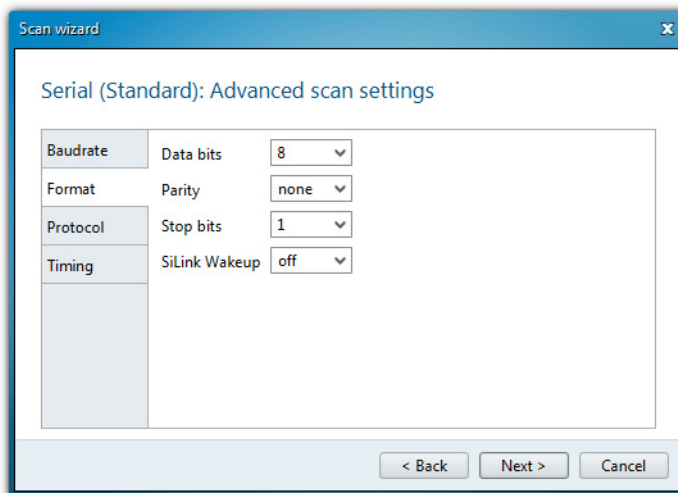 Scan wizard
Serial (Standard): Advanced scan settings
Baudrate
Format
Protocol
Timing
Data bits 8
Parity none
Stop bits 1
SiLink Wakeup off
< Back Next > Cancel